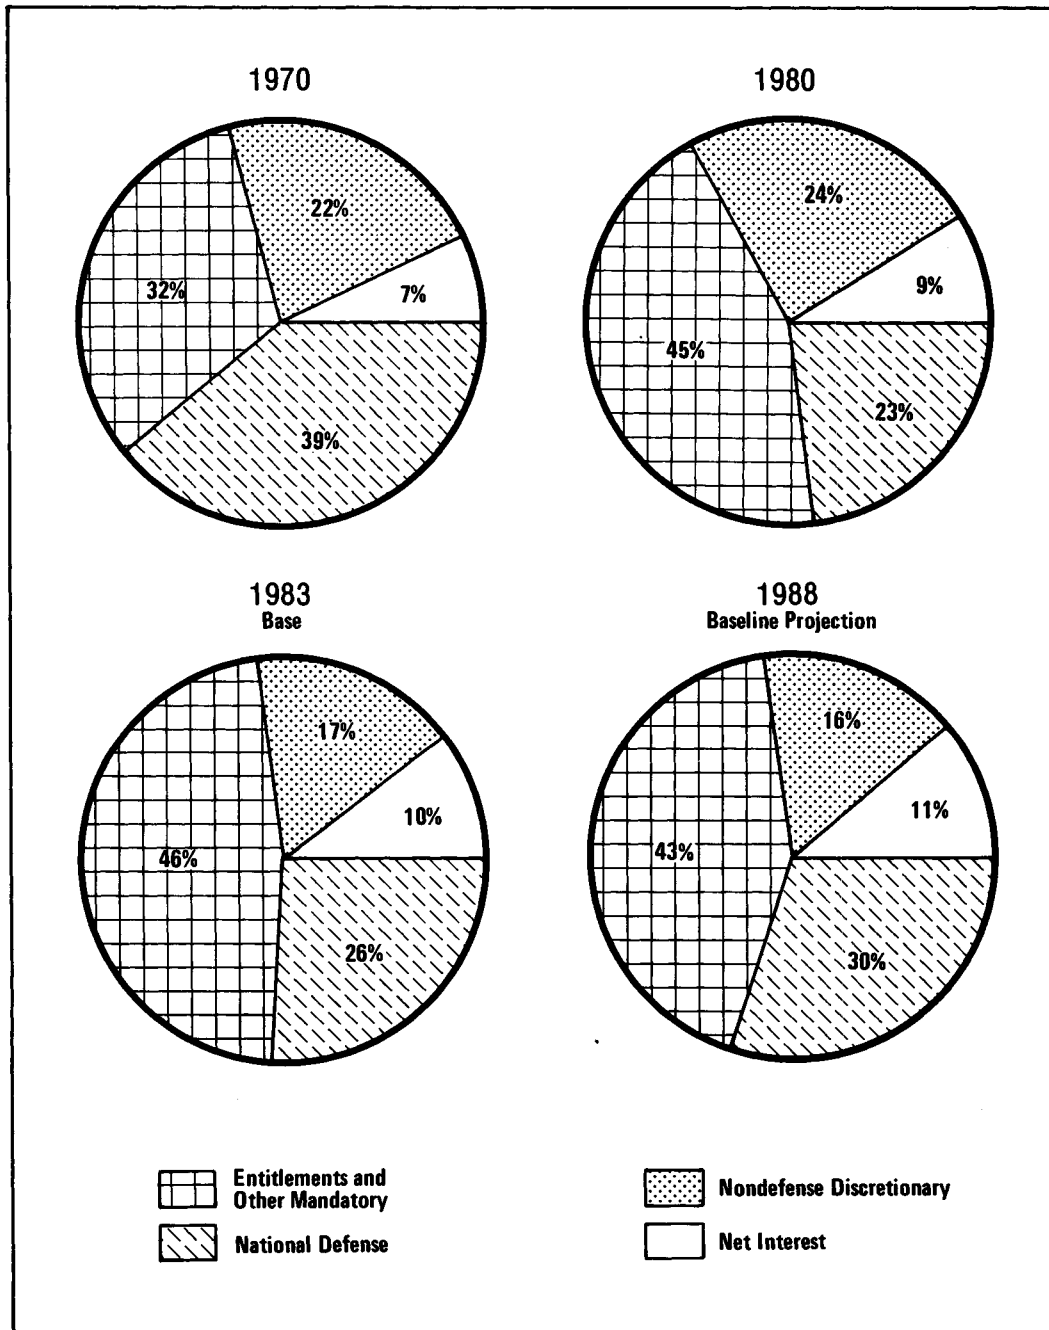 1970
22%
7%
32%
39%
1980
24%
9%
45%
23%
1983
Base
17%
10%
46%
26%
1988
Baseline Projection
16%
11%
43%
30%
Entitlements and
Other Mandatory
National Defense
Nondefense Discretionary
Net Interest